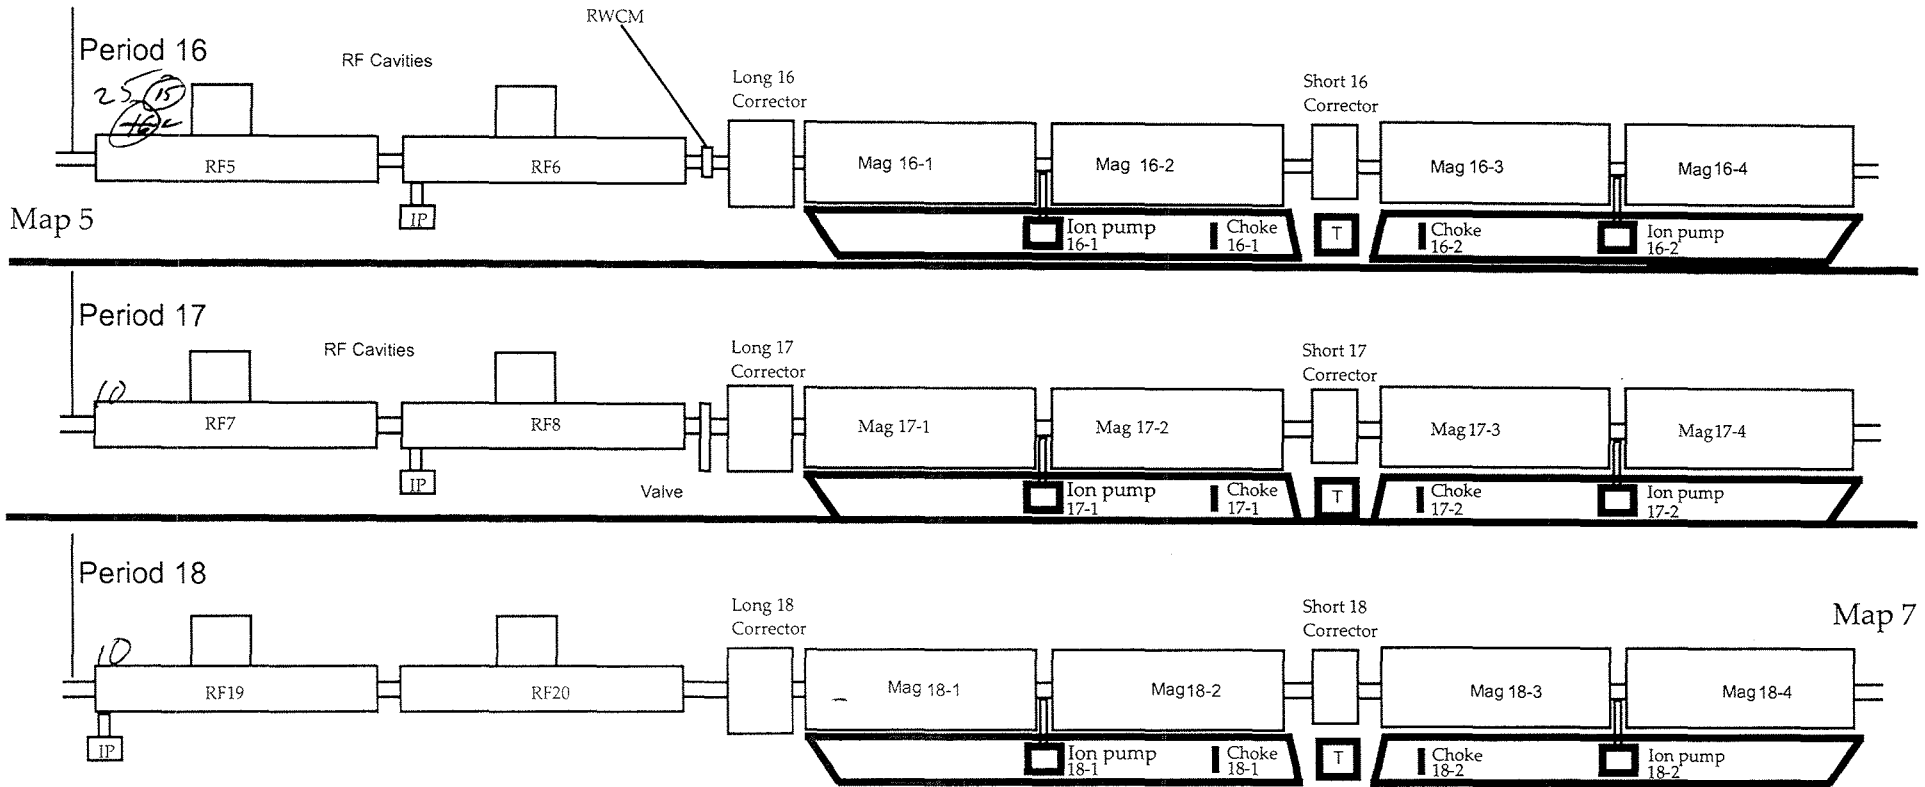 RWCM
Period 16
RF Cavities
25 15
16
Long 16
Corrector
Short 16
Corrector
RF5
RF6
Mag 16-1
Mag 16-2
Mag 16-3
Mag 16-4
IP
Map 5
Ion pump
16-1
Choke
16-1
T
Choke
16-2
Ion pump
16-2
Period 17
RF Cavities
Long 17
Corrector
Short 17
Corrector
10
RF7
RF8
Mag 17-1
Mag 17-2
Mag 17-3
Mag 17-4
IP
Valve
Ion pump
17-1
Choke
17-1
T
Choke
17-2
Ion pump
17-2
Period 18
Long 18
Corrector
Short 18
Corrector
Map 7
10
RF19
RF20
Mag 18-1
Mag 18-2
Mag 18-3
Mag 18-4
IP
Ion pump
18-1
Choke
18-1
T
Choke
18-2
Ion pump
18-2